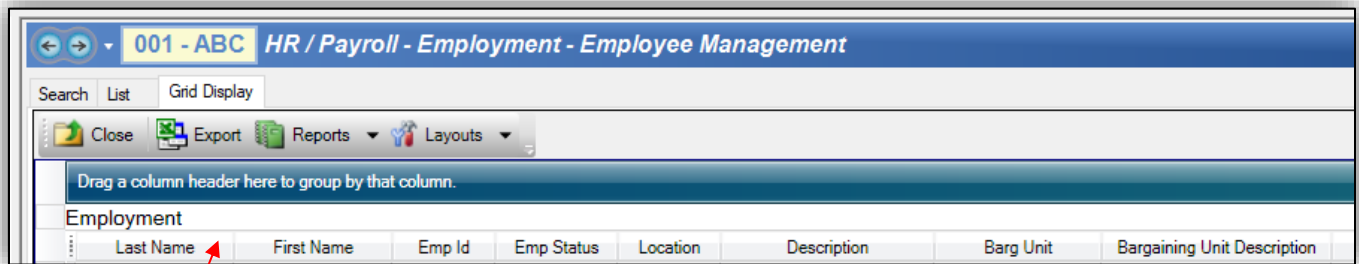 001 - ABC HR / Payroll - Employment - Employee Management
Search List Grid Display
Close Export Reports Layouts
Drag a column header here to group by that column.
Employment
Last Name First Name Emp Id Emp Status Location Description Barg Unit Bargaining Unit Description